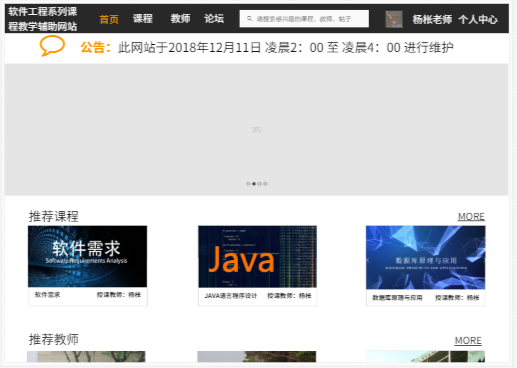 软件工程系列课
程教学辅助网站
首页 课程 教师 论坛
搜索感兴趣的课程、教师、帖子
杨枨老师 个人中心
公告：此网站于2018年12月11日 凌晨2：00 至 凌晨4：00 进行维护
推荐课程 MORE
软件需求
Software Requirements Analysis
Java
数据库原理与应用
软件需求 授课教师：杨枨
JAVA语言程序设计 授课教师：杨枨
数据库原理与应用 授课教师：杨枨
推荐教师 MORE